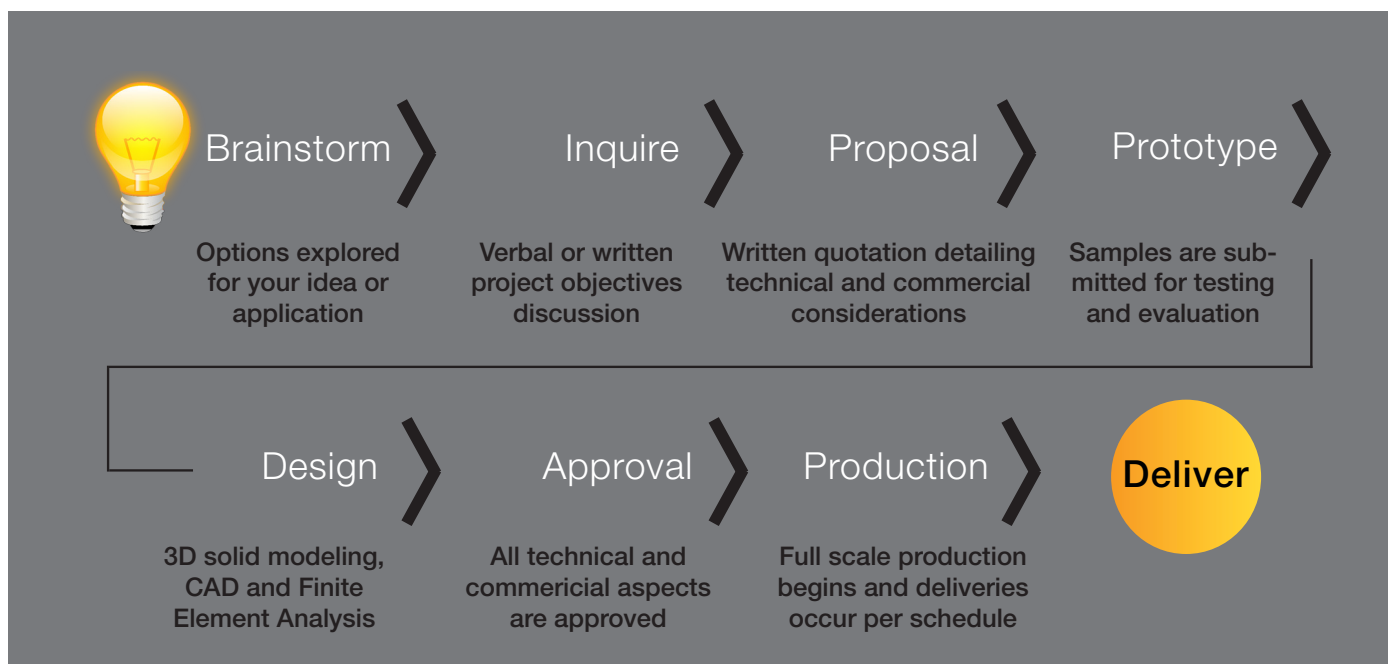 Brainstorm
Options explored
for your idea or
application
Inquire
Verbal or written
project objectives
discussion
Proposal
Written quotation detailing
technical and commercial
considerations
Prototype
Samples are sub-
mitted for testing
and evaluation
Design
3D solid modeling,
CAD and Finite
Element Analysis
Approval
All technical and
commericial aspects
are approved
Production
Full scale production
begins and deliveries
occur per schedule
Deliver